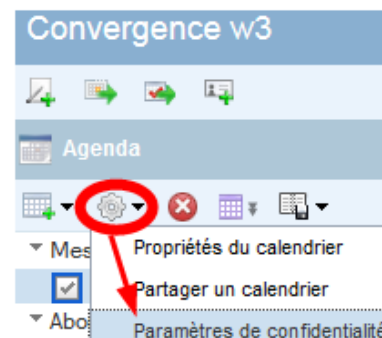 Convergence w3
Agenda
Mes
Propriétés du calendrier
Partager un calendrier
Abo
Paramètres de confidentialité